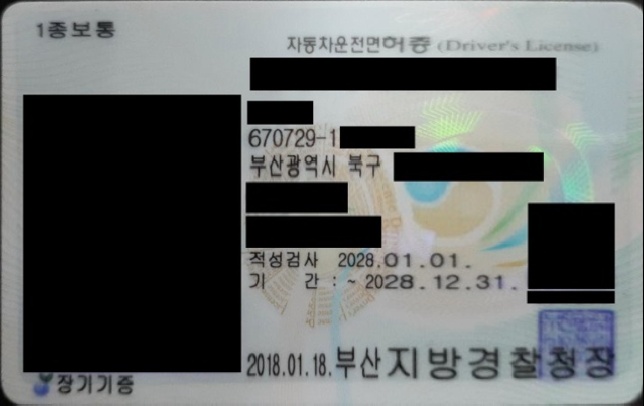 1종보통
자동차운전면허증 (Driver's License)
670729-1
부산광역시 북구
적성검사 2028.01.01.
기 간 : ~ 2028.12.31.
2018.01.18. 부산지방경찰청장
장기기증